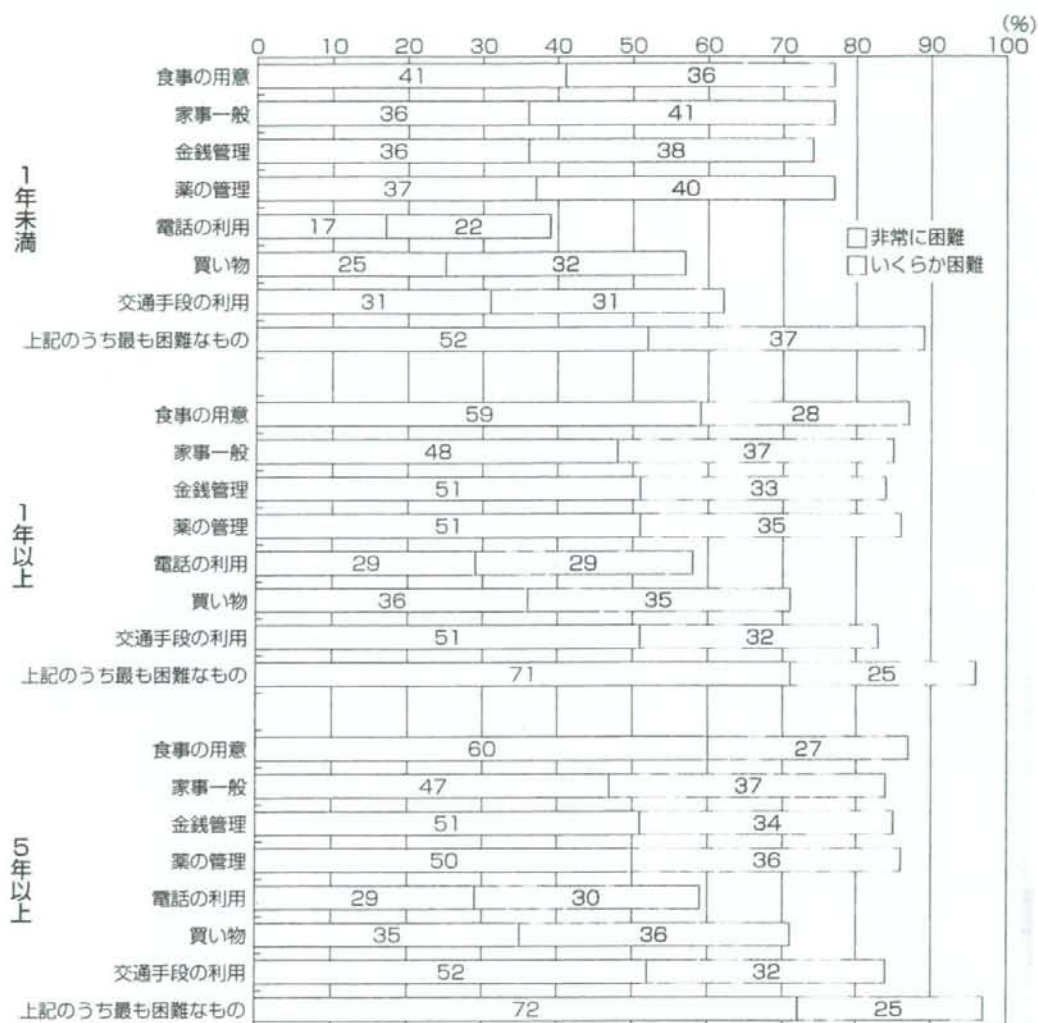 (%)
0 10 20 30 40 50 60 70 80 90 100
1年未満
食事の用意 41 36
家事一般 36 41
金銭管理 36 38
薬の管理 37 40
電話の利用 17 22
買い物 25 32
交通手段の利用 31 31
上記のうち最も困難なもの 52 37
非常に困難
いくらか困難
1年以上
食事の用意 59 28
家事一般 48 37
金銭管理 51 33
薬の管理 51 35
電話の利用 29 29
買い物 36 35
交通手段の利用 51 32
上記のうち最も困難なもの 71 25
5年以上
食事の用意 60 27
家事一般 47 37
金銭管理 51 34
薬の管理 50 36
電話の利用 29 30
買い物 35 36
交通手段の利用 52 32
上記のうち最も困難なもの 72 25